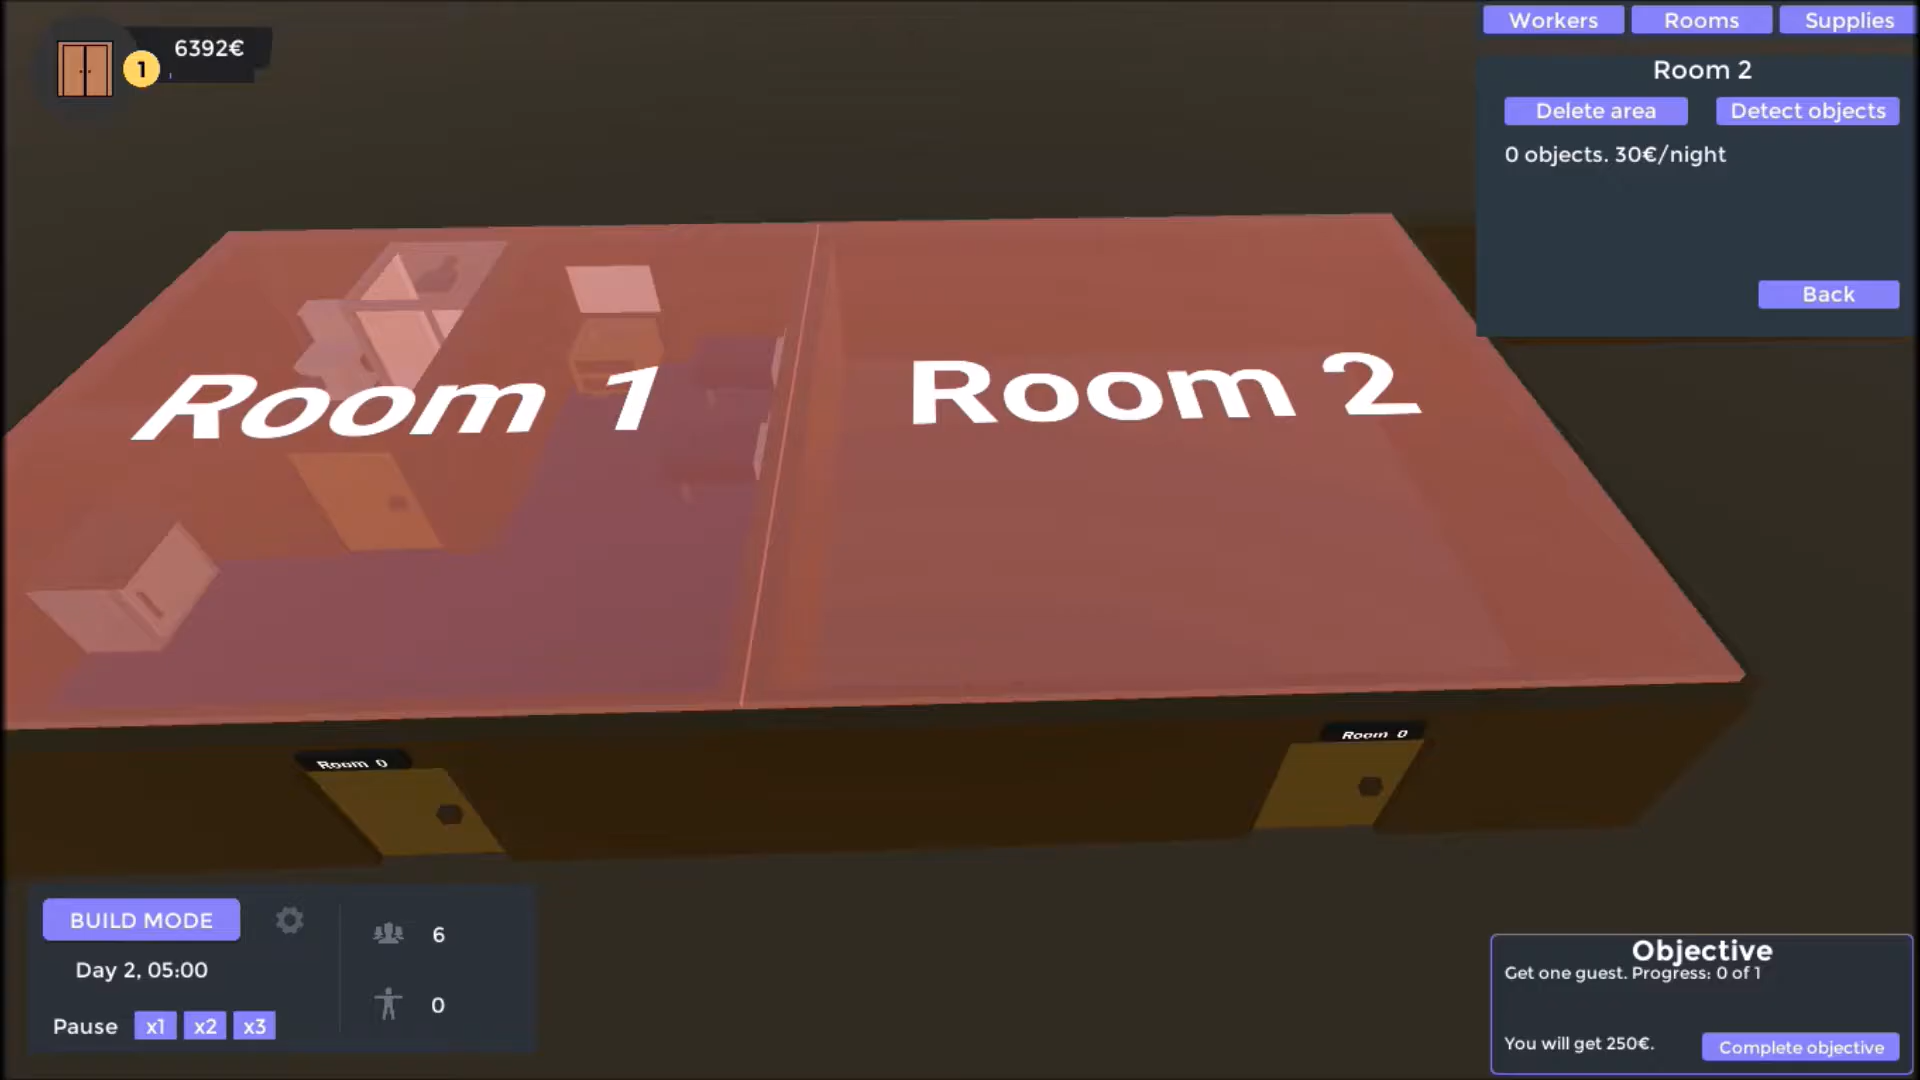 6392€
1
Workers
Rooms
Supplies
Room 2
Delete area
Detect objects
0 objects. 30€/night
Back
Room 1
Room 2
Room 0
Room 0
BUILD MODE
6
Day 2, 05:00
0
Pause
x1
x2
x3
Objective
Get one guest. Progress: 0 of 1
You will get 250€.
Complete objective